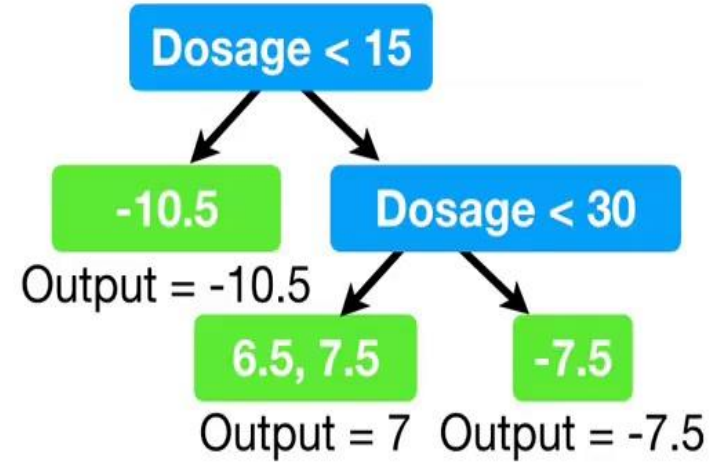 Dosage < 15
-10.5
Dosage < 30
Output = -10.5
6.5, 7.5
-7.5
Output = 7
Output = -7.5